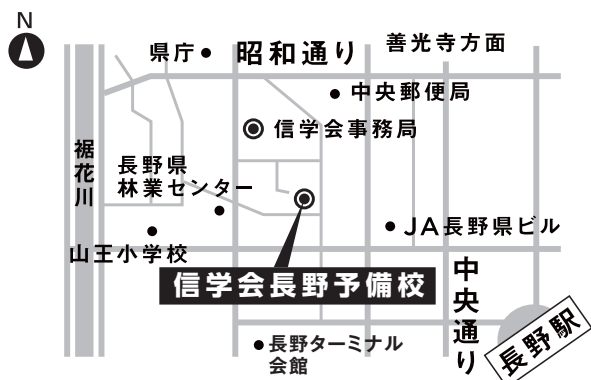 N
県庁
昭和通り
善光寺方面
中央郵便局
信学会事務局
裾花川
長野県
林業センター
JA長野県ビル
山王小学校
信学会長野予備校
中央通り
長野駅
長野ターミナル
会館